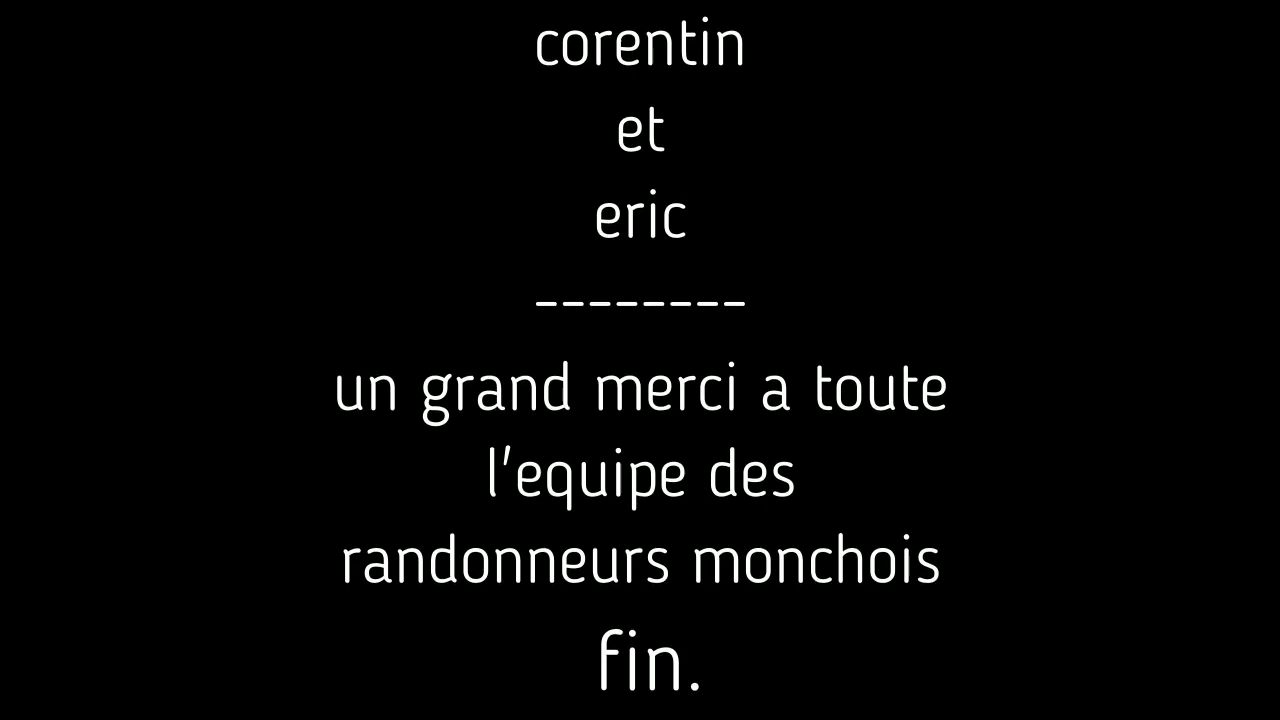 corentin
et
eric
--------
un grand merci a toute
l'equipe des
randonneurs monchois
fin.